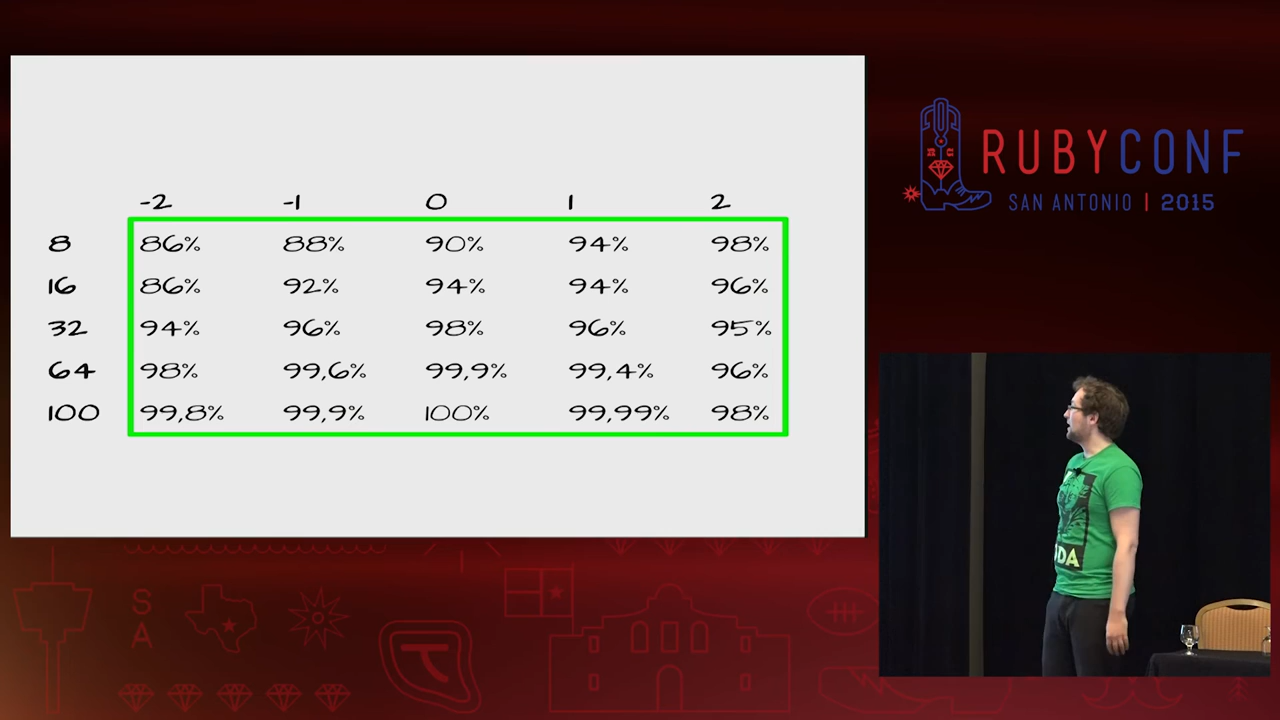 RUBYCONF
SAN ANTONIO | 2015
-2 -1 0 1 2
8 86% 88% 90% 94% 98%
16 86% 92% 94% 94% 96%
32 94% 96% 98% 96% 95%
64 98% 99,6% 99,9% 99,4% 96%
100 99,8% 99,9% 100% 99,99% 98%
DA
S
A